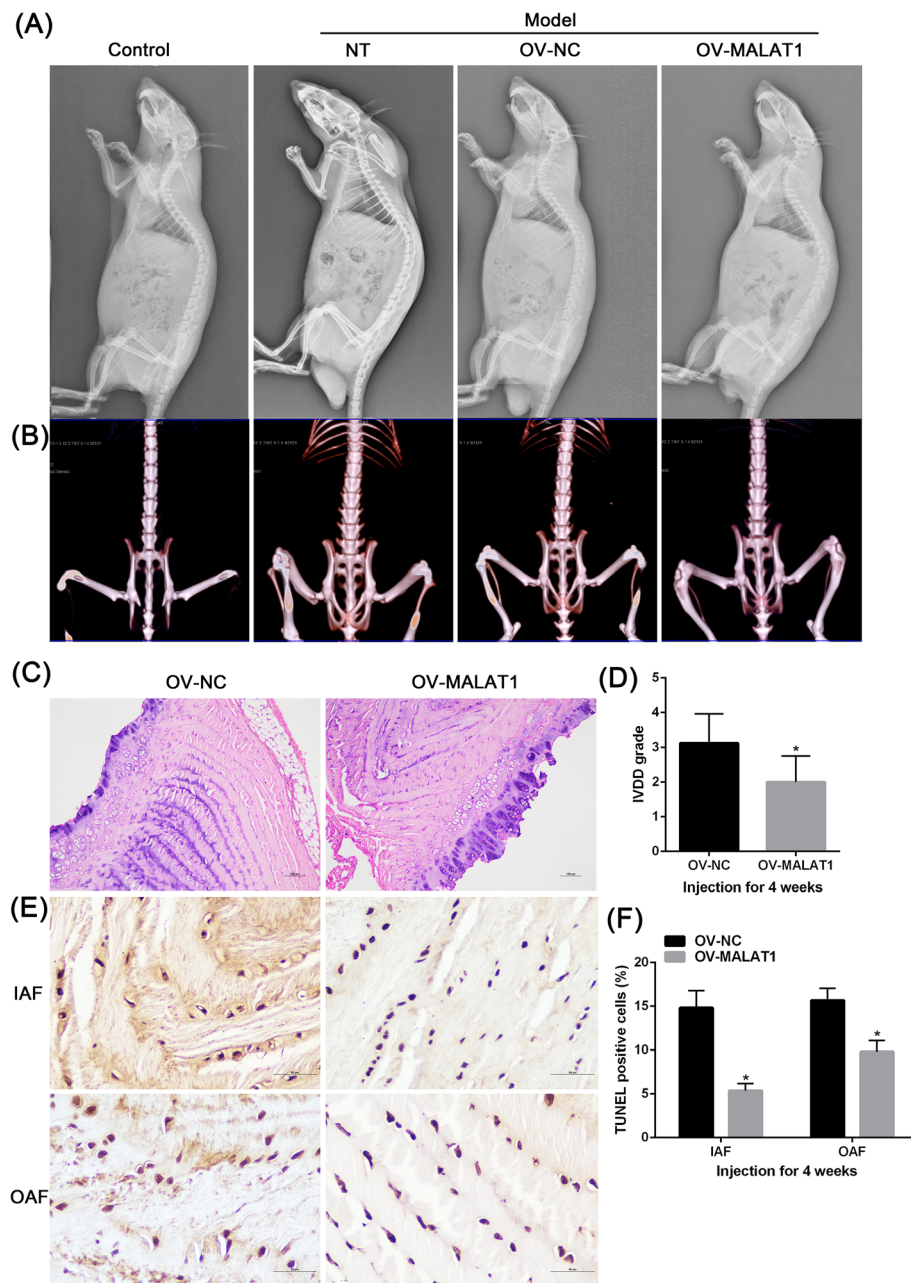 (A)
Model
Control
NT
OV-NC
OV-MALAT1
(B)
(C)
OV-NC
OV-MALAT1
(D)
IVDD grade
5
4
3
2
1
0
*
OV-NC
OV-MALAT1
Injection for 4 weeks
(E)
IAF
OAF
(F)
OV-NC
OV-MALAT1
TUNEL positive cells (%)
20
15
10
5
0
*
*
IAF
OAF
Injection for 4 weeks